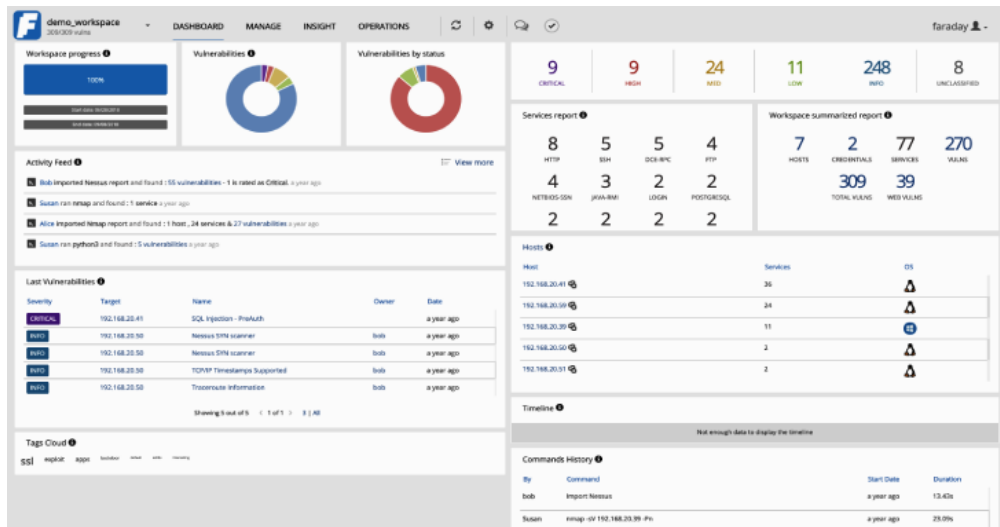 demo_workspace
309/309 vulns
DASHBOARD MANAGE INSIGHT OPERATIONS
faraday
Workspace progress
100%
Vulnerabilities
Vulnerabilities by status
9 CRITICAL
9 HIGH
24 MED
11 LOW
248 INFO
8 UNCLASSIFIED
Activity Feed
View more
Bob imported Nessus report and found : 55 vulnerabilities - 1 is rated as Critical. a year ago
Susan ran nmap and found : 1 service a year ago
Alice imported Nmap report and found : 1 host , 24 services & 27 vulnerabilities a year ago
Susan ran python3 and found : 5 vulnerabilities a year ago
Services report
8 5 5 4
HTTP SSH DCE-RPC FTP
4 3 2 2
NETBIOS-SSN JAVA-RMI LOGIN POSTGRESQL
2 2 2 2
Workspace summarized report
7 2 77 270
HOSTS CREDENTIALS SERVICES VULNS
309 39
TOTAL VULNS WEB VULNS
Last Vulnerabilities
Severity Target Name Owner Date
CRITICAL 192.168.20.41 SQL Injection - PreAuth a year ago
INFO 192.168.20.50 Nessus SYN scanner bob a year ago
INFO 192.168.20.50 Nessus SYN scanner bob a year ago
INFO 192.168.20.50 TCP/IP Timestamps Supported bob a year ago
INFO 192.168.20.50 Traceroute Information bob a year ago
Showing 5 out of 5 < 1 of 1 > 3 | All
Hosts
Host Services OS
192.168.20.41 36
192.168.20.59 24
192.168.20.39 11
192.168.20.50 2
192.168.20.51 2
Timeline
Not enough data to display the timeline
Tags Cloud
ssl exploit apps
Commands History
By Command Start Date Duration
bob Import Nessus a year ago 13.43s
Susan nmap -sV 192.168.20.39 -Pn a year ago 23.09s